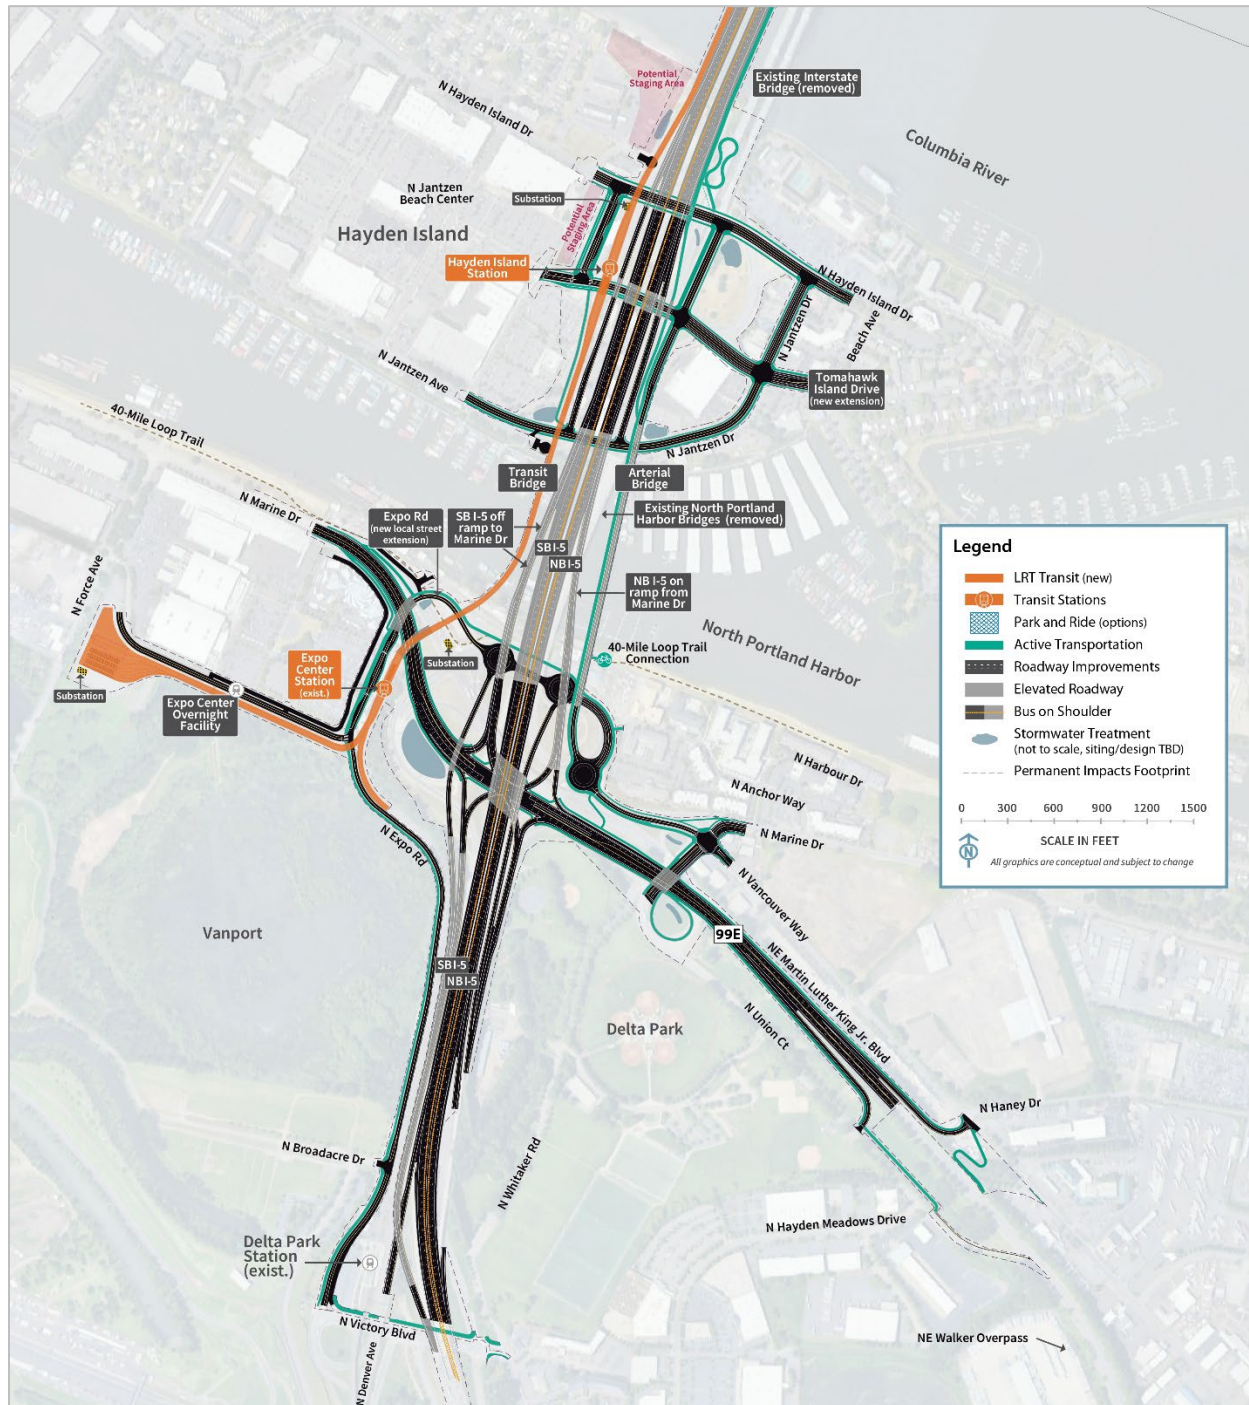 Potential
Staging Area
Existing Interstate
Bridge (removed)
N Hayden Island Dr
Columbia River
N Jantzen
Beach Center
Substation
Potential
Staging Area
Hayden Island
Hayden Island
Station
N Hayden Island Dr
N Jantzen Dr
Beach Ave
N Jantzen Ave
Tomahawk
Island Drive
(new extension)
40-Mile Loop Trail
N Jantzen Dr
Transit
Bridge
Arterial
Bridge
N Marine Dr
Expo Rd
(new local street
extension)
SB I-5 off
ramp to
Marine Dr
Existing North Portland
Harbor Bridges (removed)
SB I-5
NB I-5
N Force Ave
NB I-5 on
ramp from
Marine Dr
North Portland Harbor
40-Mile Loop Trail
Connection
Substation
Expo
Center
Station
(exist.)
Substation
Expo Center
Overnight
Facility
N Harbour Dr
N Anchor Way
N Marine Dr
N Expo Rd
N Vancouver Way
Vanport
99E
SB I-5
NB I-5
NE Martin Luther King Jr. Blvd
N Union Ct
Delta Park
N Haney Dr
N Broadacre Dr
N Whitaker Rd
N Hayden Meadows Drive
Delta Park
Station
(exist.)
N Victory Blvd
N Denver Ave
NE Walker Overpass
Legend
LRT Transit (new)
Transit Stations
Park and Ride (options)
Active Transportation
Roadway Improvements
Elevated Roadway
Bus on Shoulder
Stormwater Treatment
(not to scale, siting/design TBD)
Permanent Impacts Footprint
0 300 600 900 1200 1500
SCALE IN FEET
N
All graphics are conceptual and subject to change